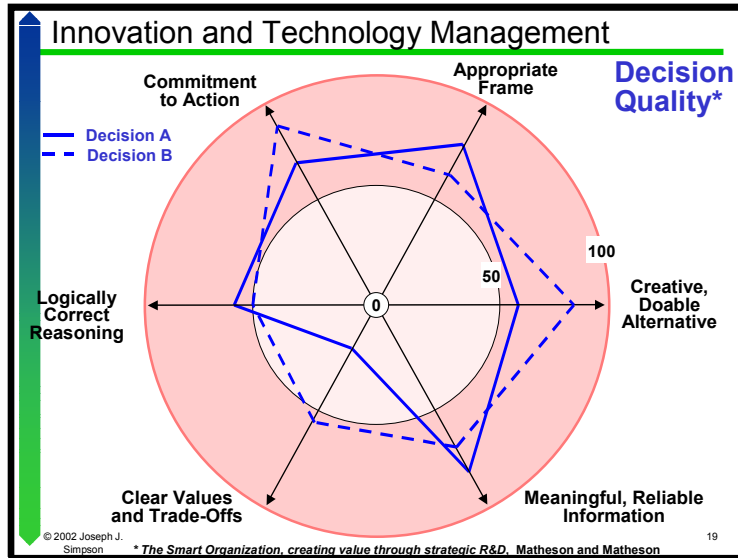 Innovation and Technology Management
Decision
Quality*
Commitment
to Action
Appropriate
Frame
Decision A
Decision B
100
50
0
Logically
Correct
Reasoning
Creative,
Doable
Alternative
Clear Values
and Trade-Offs
Meaningful, Reliable
Information
© 2002 Joseph J.
Simpson
* The Smart Organization, creating value through strategic R&D, Matheson and Matheson
19